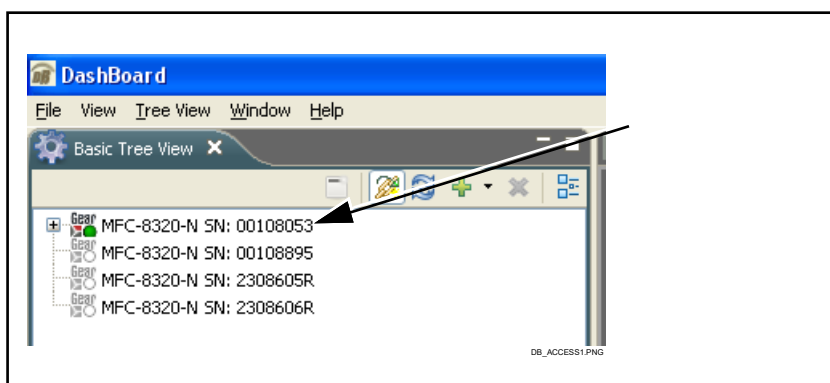 DB DashBoard
File View Tree View Window Help
Basic Tree View
Gear MFC-8320-N SN: 00108053
Gear MFC-8320-N SN: 00108895
Gear MFC-8320-N SN: 2308605R
Gear MFC-8320-N SN: 2308606R
DB_ACCESS1.PNG